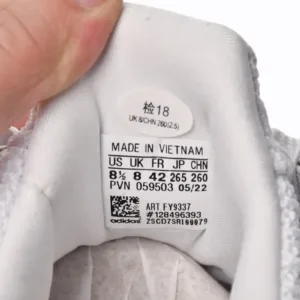 检18
UK 8/CHN 260(2.5)
MADE IN VIETNAM
US UK FR JP CHN
8½ 8 42 265 260
PVN 059503 05/22
ART FY9337
#128496393
adidas